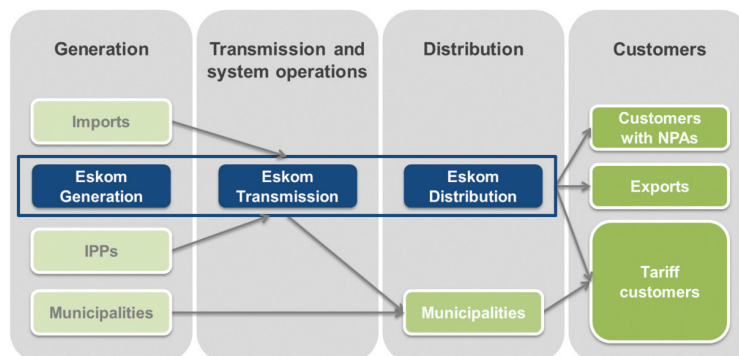 Generation
Transmission and
system operations
Distribution
Customers
Imports
Customers
with NPAs
Eskom
Generation
Eskom
Transmission
Eskom
Distribution
Exports
IPPs
Tariff
customers
Municipalities
Municipalities